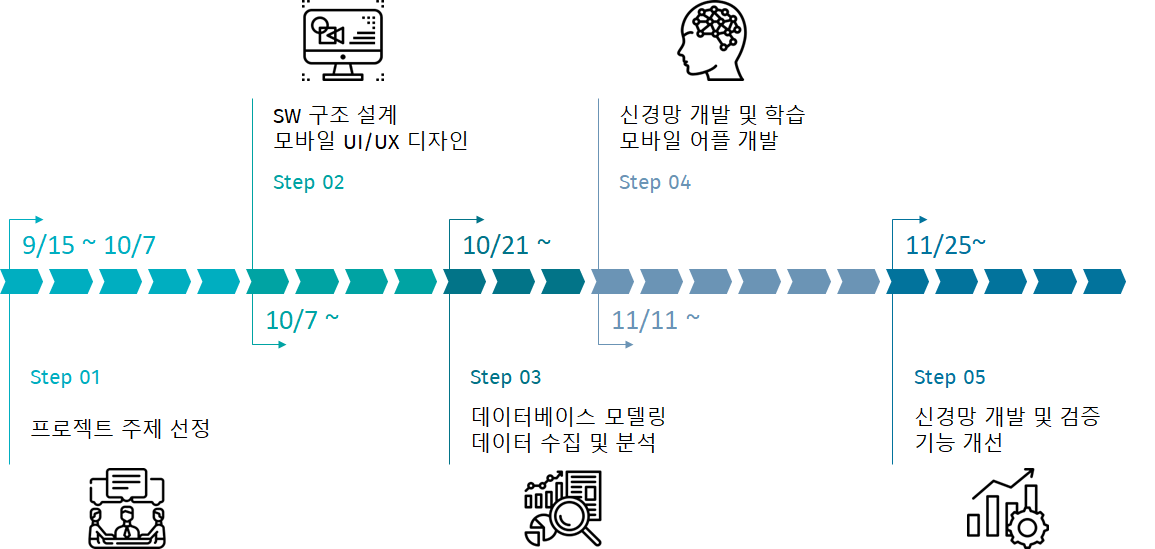 SW 구조 설계
모바일 UI/UX 디자인
Step 02
신경망 개발 및 학습
모바일 어플 개발
Step 04
9/15 ~ 10/7
10/21 ~
11/25~
10/7 ~
11/11 ~
Step 01
프로젝트 주제 선정
Step 03
데이터베이스 모델링
데이터 수집 및 분석
Step 05
신경망 개발 및 검증
기능 개선